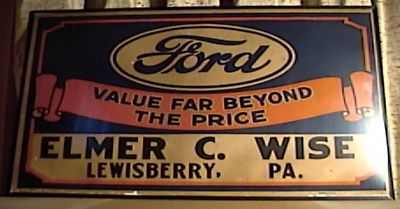 Ford
VALUE FAR BEYOND
THE PRICE
ELMER C. WISE
LEWISBERRY, PA.